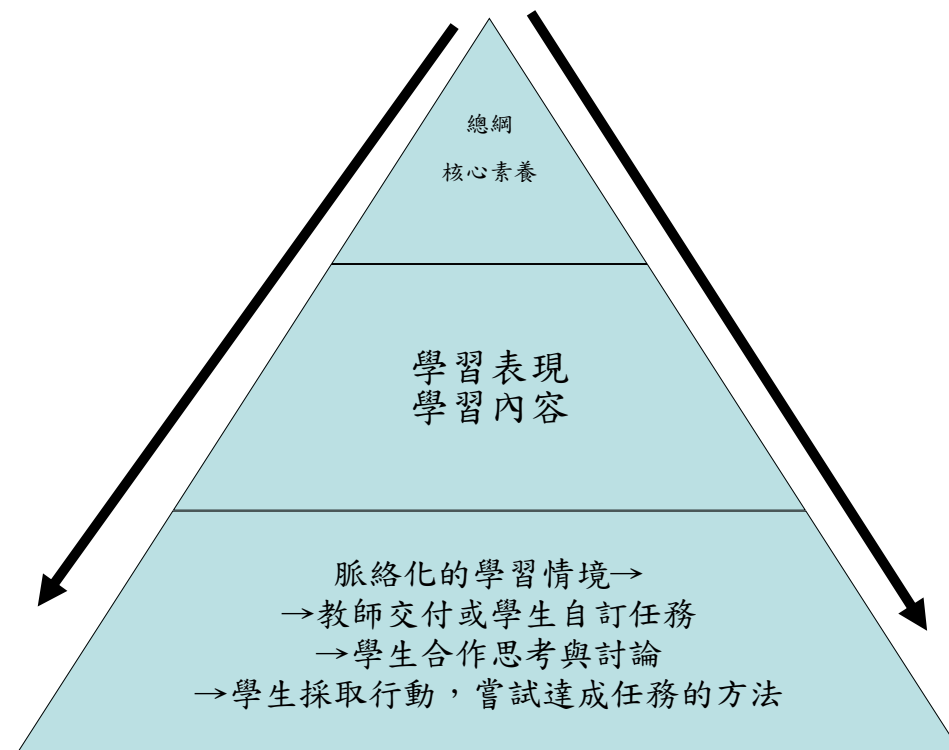 總綱
核心素養
學習表現
學習內容
脈絡化的學習情境→
→教師交付或學生自訂任務
→學生合作思考與討論
→學生採取行動，嘗試達成任務的方法